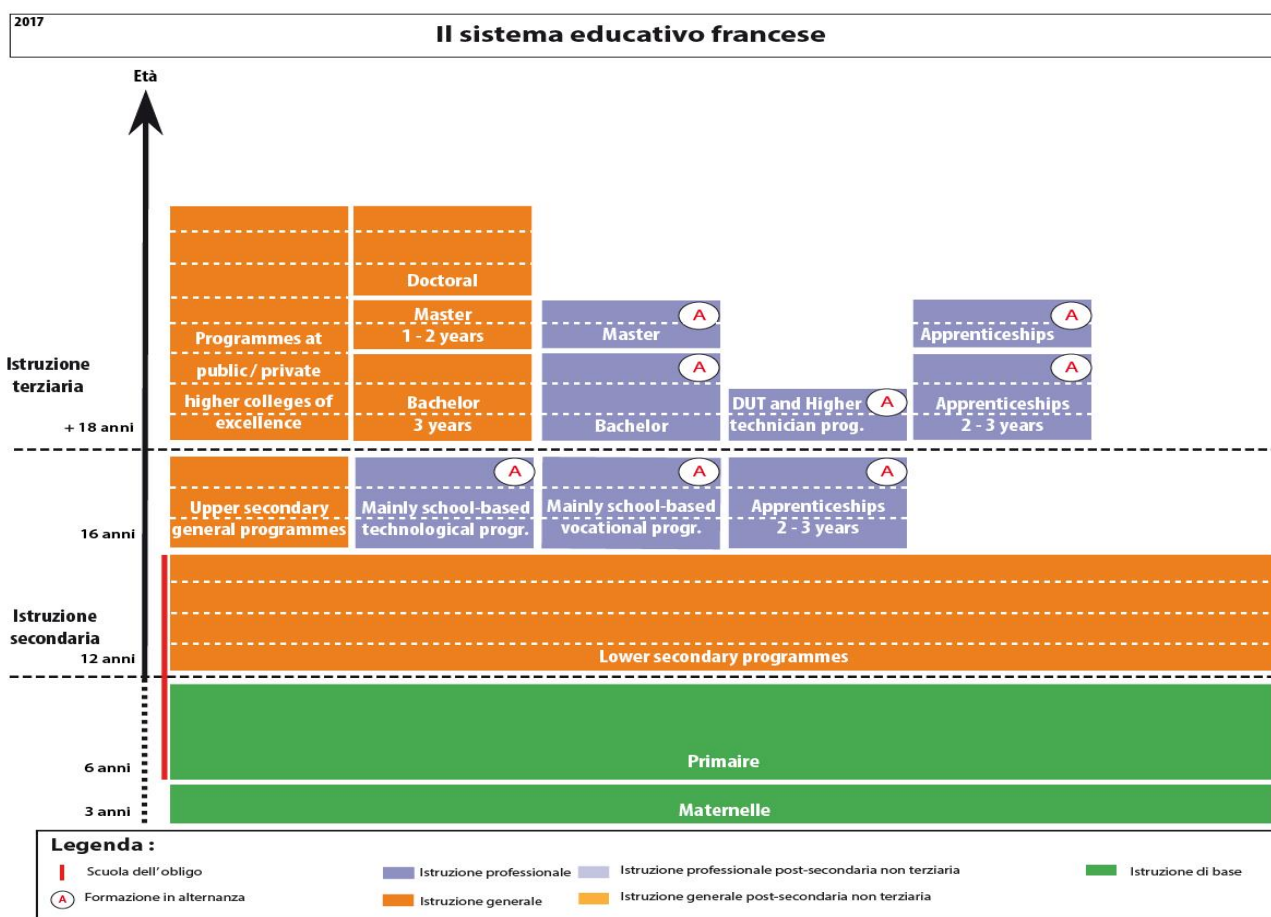 2017
Il sistema educativo francese
Età
Doctoral
Master
1 - 2 years
Master
A
Apprenticeships
A
Programmes at
public / private
higher colleges of
excellence
Istruzione
terziaria
+ 18 anni
Bachelor
3 years
A
Bachelor
DUT and Higher
technician prog.
A
A
Apprenticeships
2 - 3 years
Upper secondary
general programmes
A
Mainly school-based
technological progr.
A
Mainly school-based
vocational progr.
A
Apprenticeships
2 - 3 years
16 anni
Istruzione
secondaria
12 anni
Lower secondary programmes
Primaire
6 anni
Maternelle
3 anni
Legenda :
Scuola dell'obligo
A Formazione in alternanza
Istruzione professionale
Istruzione generale
Istruzione professionale post-secondaria non terziaria
Istruzione generale post-secondaria non terziaria
Istruzione di base